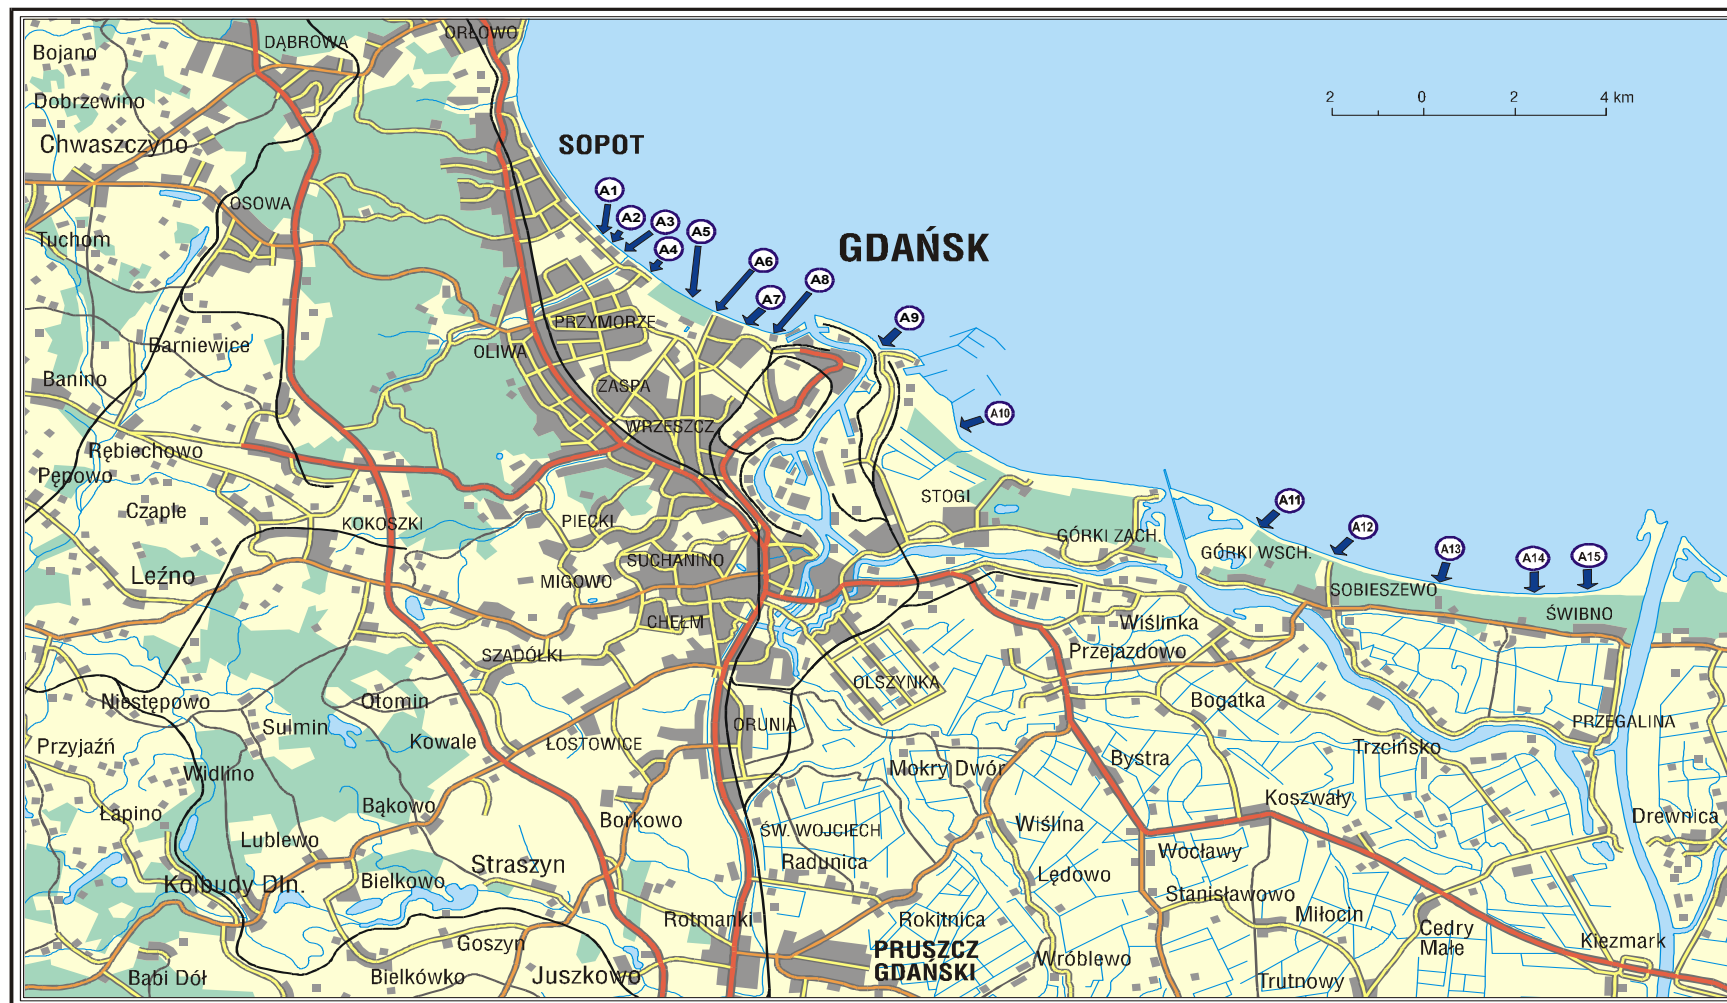 ORŁOWO
DĄBROWA
Bojano
2 0 2 4 km
Dobrzewino
Chwaszczyno
SOPOT
A1
OSOWA
A2
A3
A5
Tuchom
A4
GDAŃSK
A6
A8
A7
A9
PRZYMORZE
Barniewice
OLIWA
Banino
ZASPA
A10
WRZESZCZ
Rębiechowo
Pępowo
STOGI
A11
Czaple
KOKOSZKI
PIECKI
A12
GÓRKI ZACH.
A13
GÓRKI WSCH.
A14
A15
SUCHANINO
Leźno
MIGOWO
SOBIESZEWO
ŚWIBNO
CHEŁM
Wiślinka
SZADÓŁKI
Przejazdowo
OLSZYNKA
Niestępowo
Otomin
Bogatka
Sulmin
ORUNIA
PRZEGALINA
Przyjaźń
Kowale
ŁOSTOWICE
Trzcińsko
Widlino
Mokry Dwór
Bystra
Bąkowo
Koszwały
Łapino
Borkowo
Wiślina
Drewnica
ŚW. WOJCIECH
Lublewo
Straszyn
Radunica
Wocławy
Kolbudy Dln.
Bielkowo
Lędowo
Stanisławowo
Rotmanki
Rokitnica
Miłocin
Cedry
Małe
Goszyn
PRUSZCZ
GDAŃSKI
Kiezmark
Wróblewo
Babi Dół
Bielkówko
Juszkowo
Trutnowy